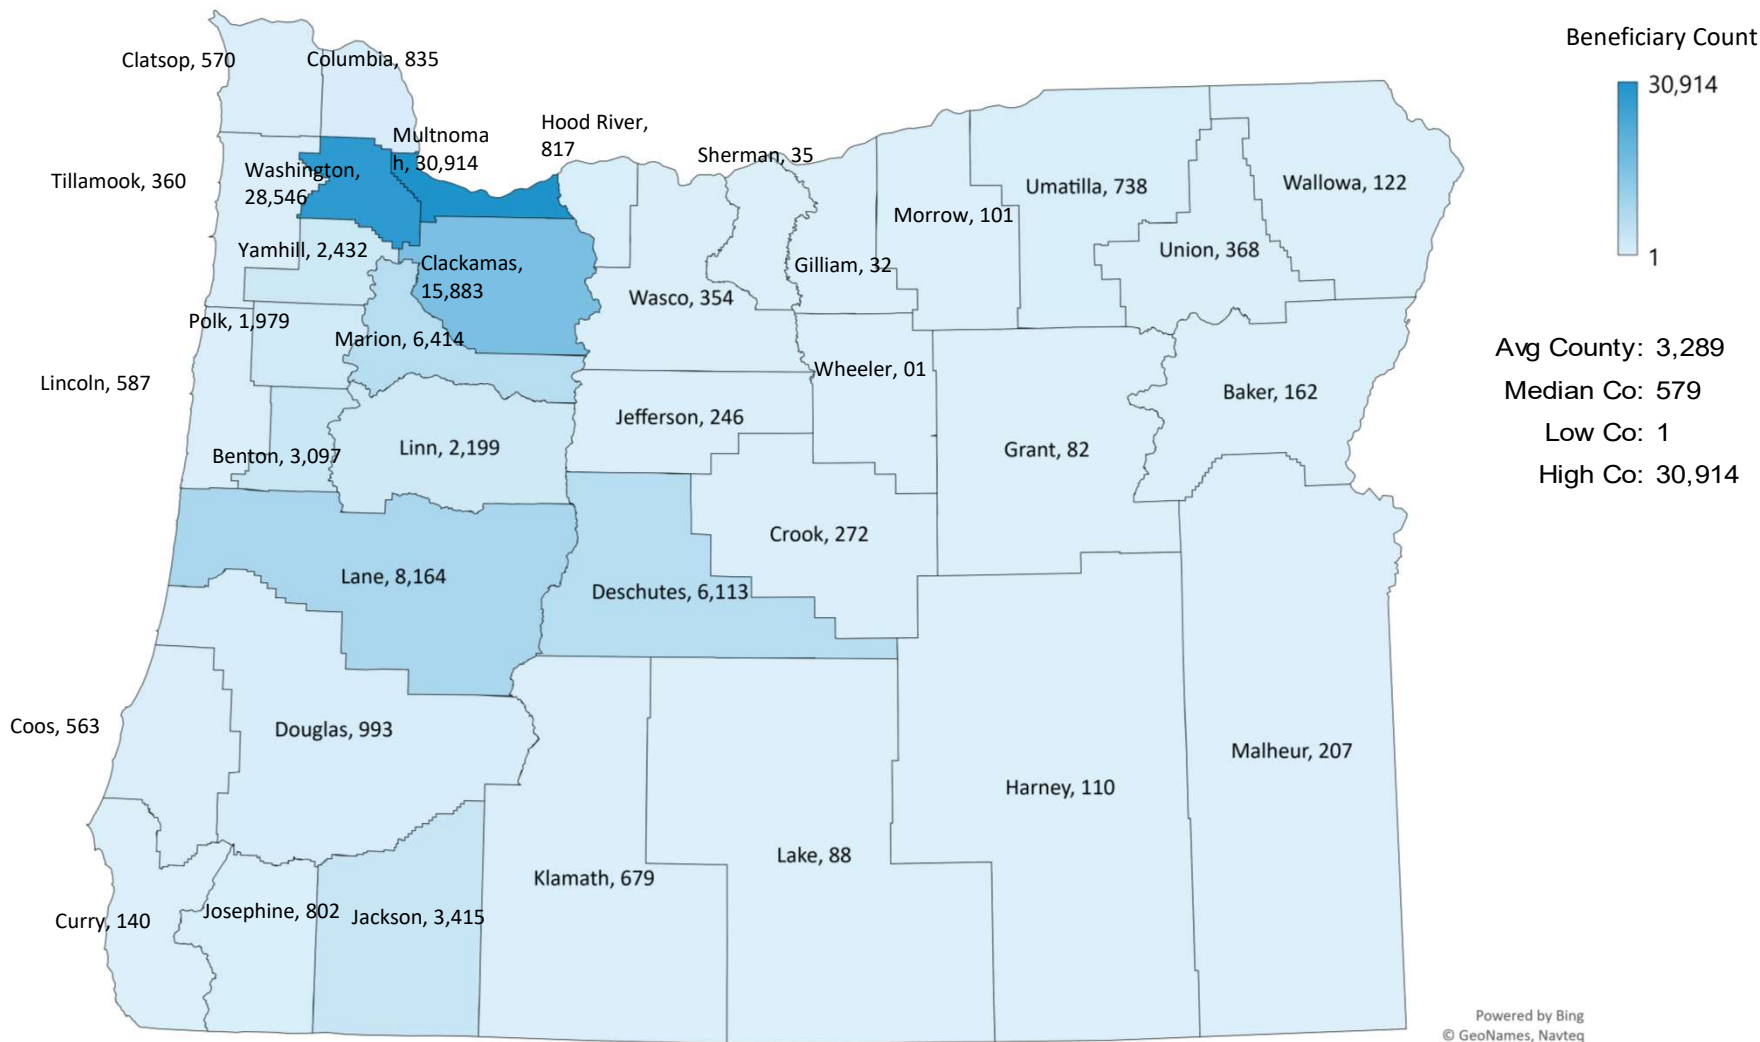 Beneficiary Count
Clatsop, 570
Columbia, 835
30,914
Hood River,
817
Multnoma
h, 30,914
Sherman, 35
Washington,
28,546
Tillamook, 360
Umatilla, 738
Wallowa, 122
Morrow, 101
Yamhill, 2,432
Union, 368
1
Clackamas,
15,883
Gilliam, 32
Wasco, 354
Polk, 1,979
Marion, 6,414
Avg County: 3,289
Wheeler, 01
Lincoln, 587
Median Co: 579
Baker, 162
Jefferson, 246
Low Co: 1
Linn, 2,199
Grant, 82
Benton, 3,097
High Co: 30,914
Crook, 272
Lane, 8,164
Deschutes, 6,113
Coos, 563
Douglas, 993
Malheur, 207
Harney, 110
Lake, 88
Klamath, 679
Curry, 140
Josephine, 802
Jackson, 3,415
Powered by Bing
© GeoNames, Navteq